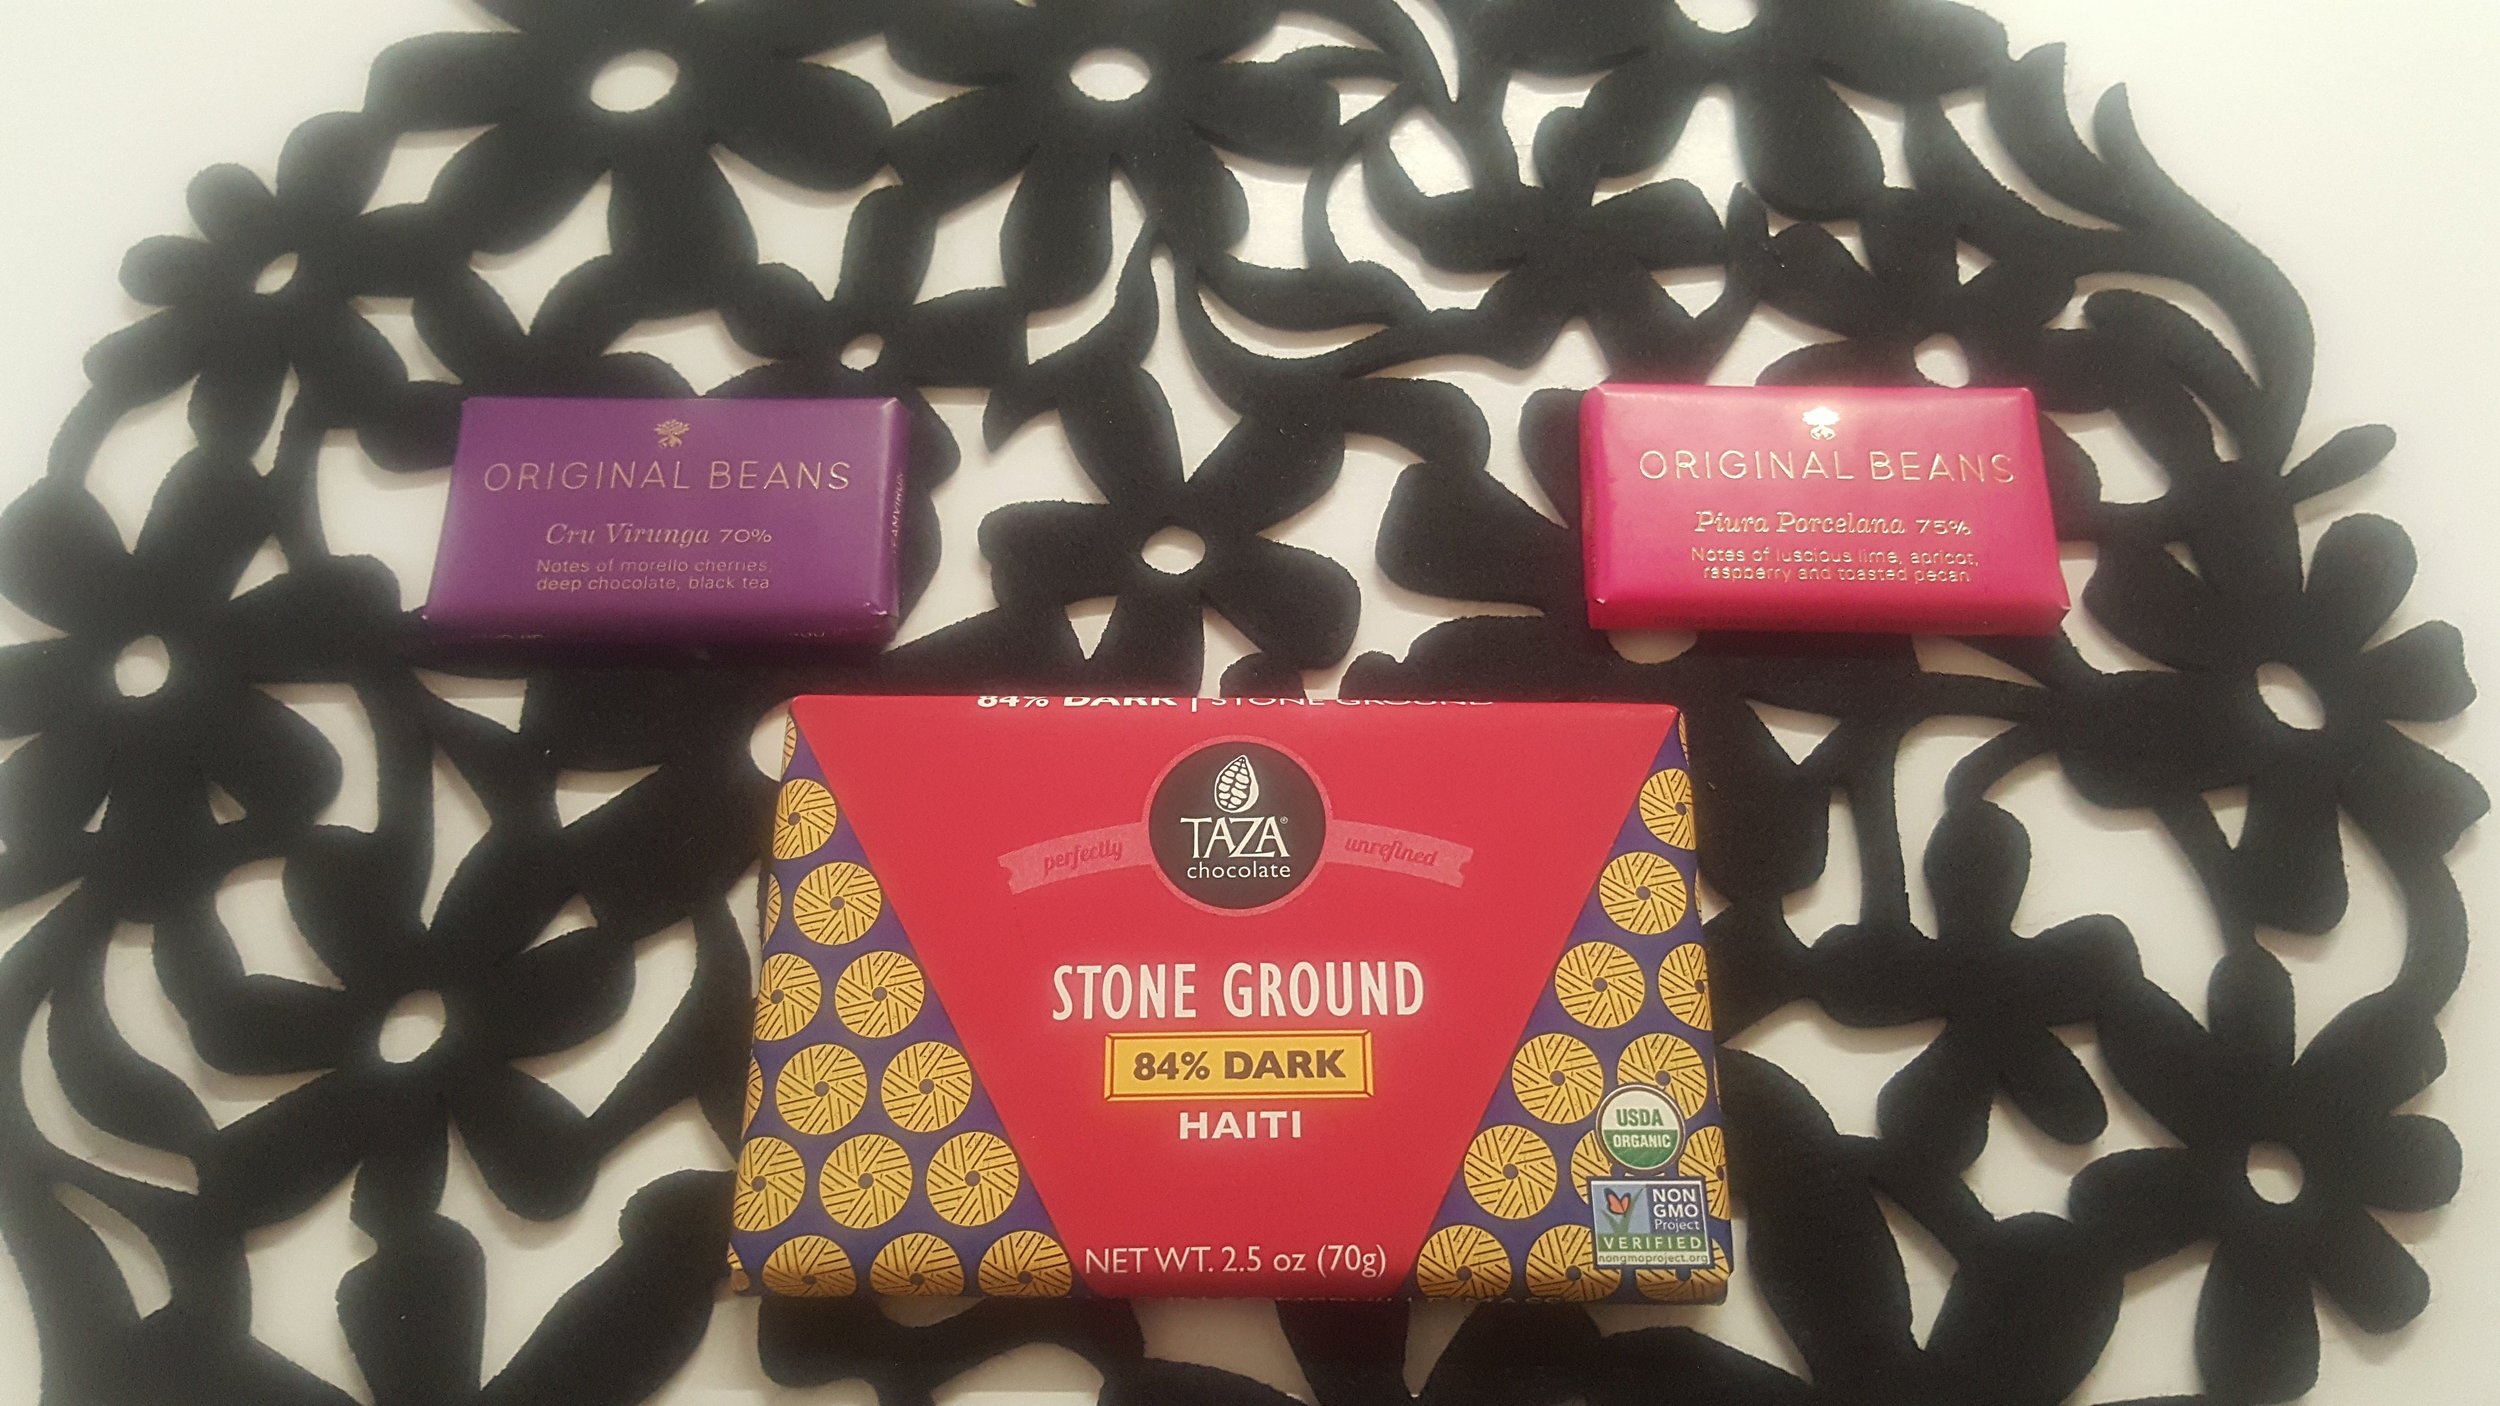 ORIGINAL BEANS
Cru Virunga 70%
Notes of morello cherries,
deep chocolate, black tea
ORIGINAL BEANS
Piura Porcelana 75%
Notes of luscious lime, apricot,
raspberry and toasted pecan
84% DARK | STONE GROUND
TAZA®
chocolate
perfectly
unrefined
STONE GROUND
84% DARK
HAITI
NET WT. 2.5 oz (70g)
USDA
ORGANIC
NON
GMO
Project
VERIFIED
nongmoproject.org